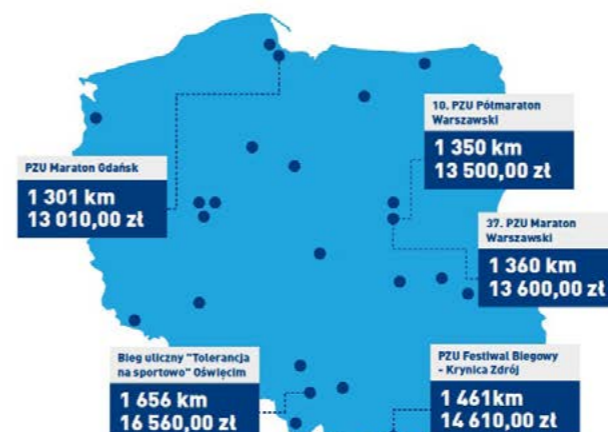 10. PZU Półmaraton
Warszawski
1 350 km
13 500,00 zł
PZU Maraton Gdańsk
1 301 km
13 010,00 zł
37. PZU Maraton
Warszawski
1 360 km
13 600,00 zł
Bieg uliczny "Tolerancja
na sportowo" Oświęcim
1 656 km
16 560,00 zł
PZU Festiwal Biegowy
- Krynica Zdrój
1 461km
14 610,00 zł